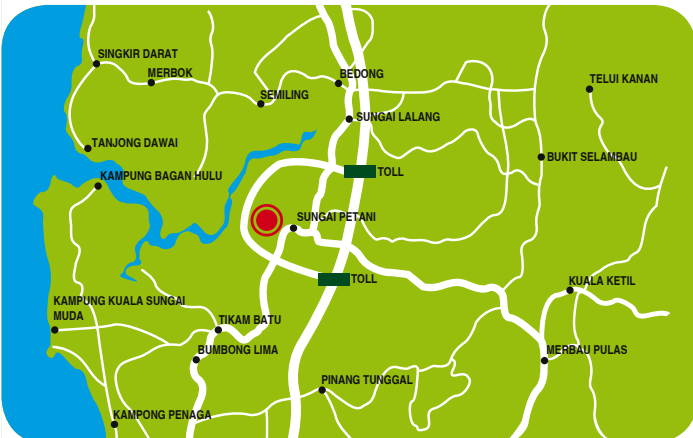 SINGKIR DARAT
MERBOK
BEDONG
TELUI KANAN
SEMILING
SUNGAI LALANG
TANJONG DAWAI
BUKIT SELAMBAU
KAMPUNG BAGAN HULU
TOLL
SUNGAI PETANI
TOLL
KUALA KETIL
KAMPUNG KUALA SUNGAI
MUDA
TIKAM BATU
BUMBONG LIMA
MERBAU PULAS
PINANG TUNGGAL
KAMPONG PENAGA